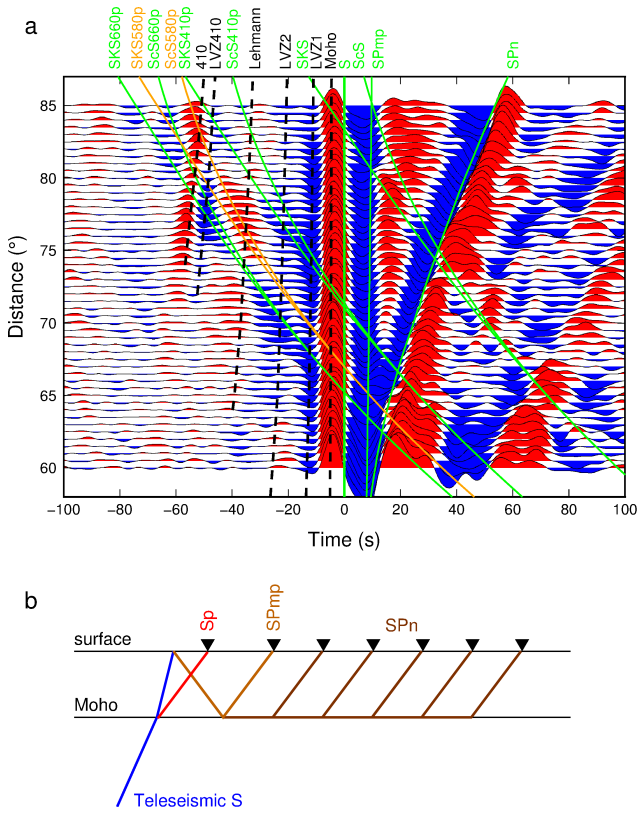 a
SKS660p
SKS580p
ScS660p
ScS580p
SKS410p
410
LVZ410
ScS410p
Lehmann
LVZ2
SKS
LVZ1
Moho
S
ScS
SPmp
SPn
Distance (°)
85
80
75
70
65
60
−100 −80 −60 −40 −20 0 20 40 60 80 100
Time (s)
b
surface
Sp
SPmp
SPn
Moho
Teleseismic S